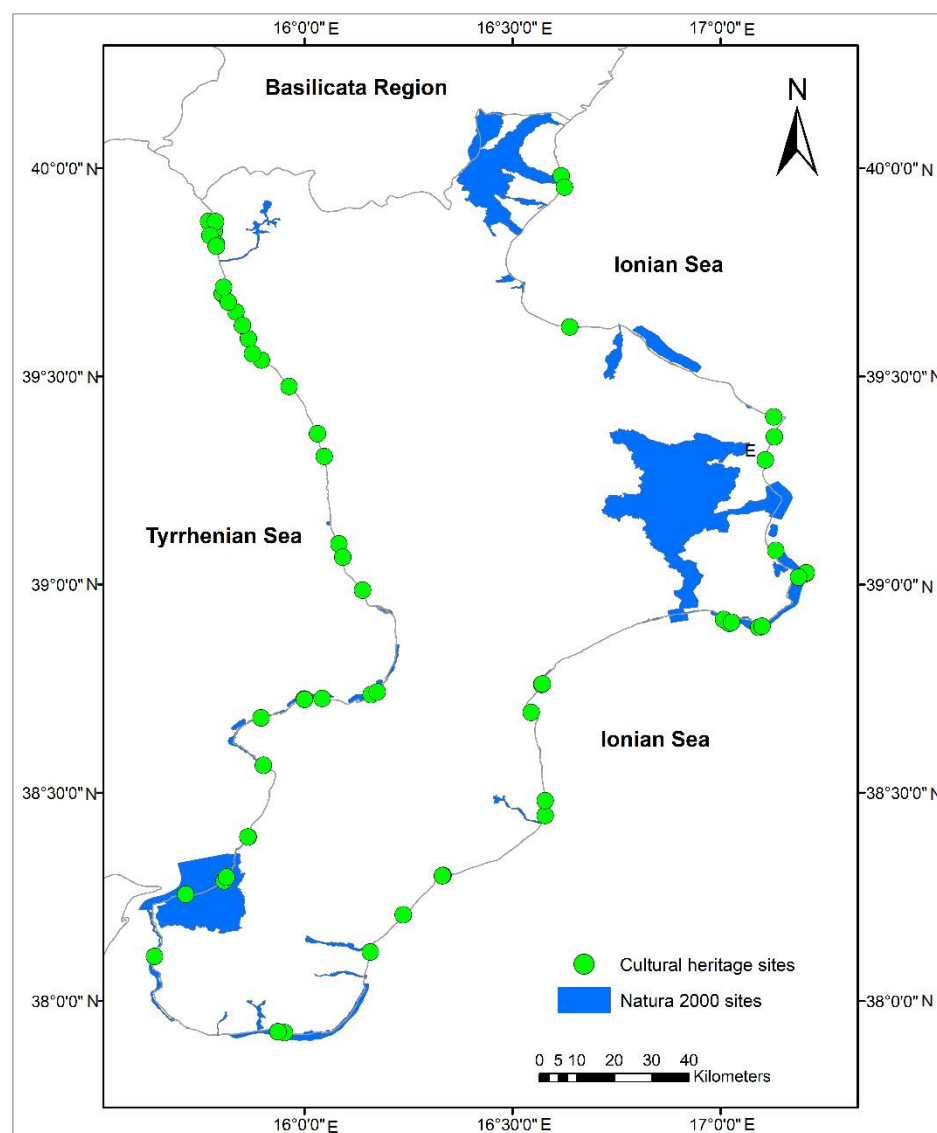 16°0'0" E 16°30'0" E 17°0'0" E
Basilicata Region
N
40°0'0" N 40°0'0" N
Ionian Sea
39°30'0" N 39°30'0" N
E
Tyrrhenian Sea
39°0'0" N 39°0'0" N
Ionian Sea
38°30'0" N 38°30'0" N
Cultural heritage sites
Natura 2000 sites
38°0'0" N 38°0'0" N
0 5 10 20 30 40
Kilometers
16°0'0" E 16°30'0" E 17°0'0" E